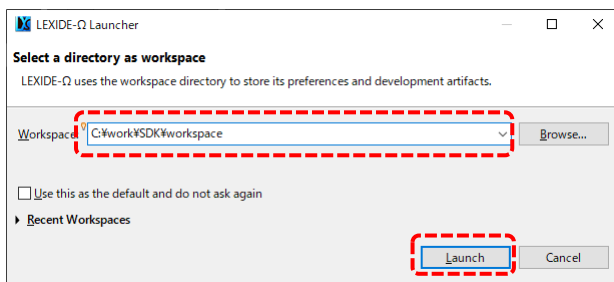 LEXIDE-Ω Launcher
Select a directory as workspace
LEXIDE-Ω uses the workspace directory to store its preferences and development artifacts.
Workspace C:¥work¥SDK¥workspace Browse...
Use this as the default and do not ask again
Recent Workspaces
Launch Cancel